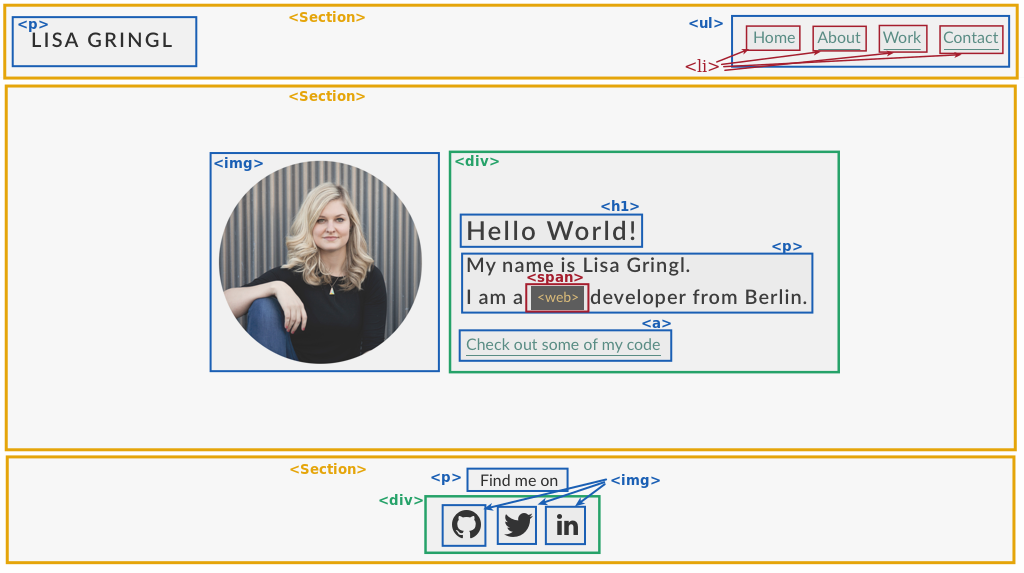 <p>
LISA GRINGL
<Section>
<ul>
Home About Work Contact
<li>
<Section>
<img>
<div>
<h1>
Hello World!
<p>
My name is Lisa Gringl.
<span>
I am a <web> developer from Berlin.
<a>
Check out some of my code
<Section>
<p> Find me on <img>
<div>
in